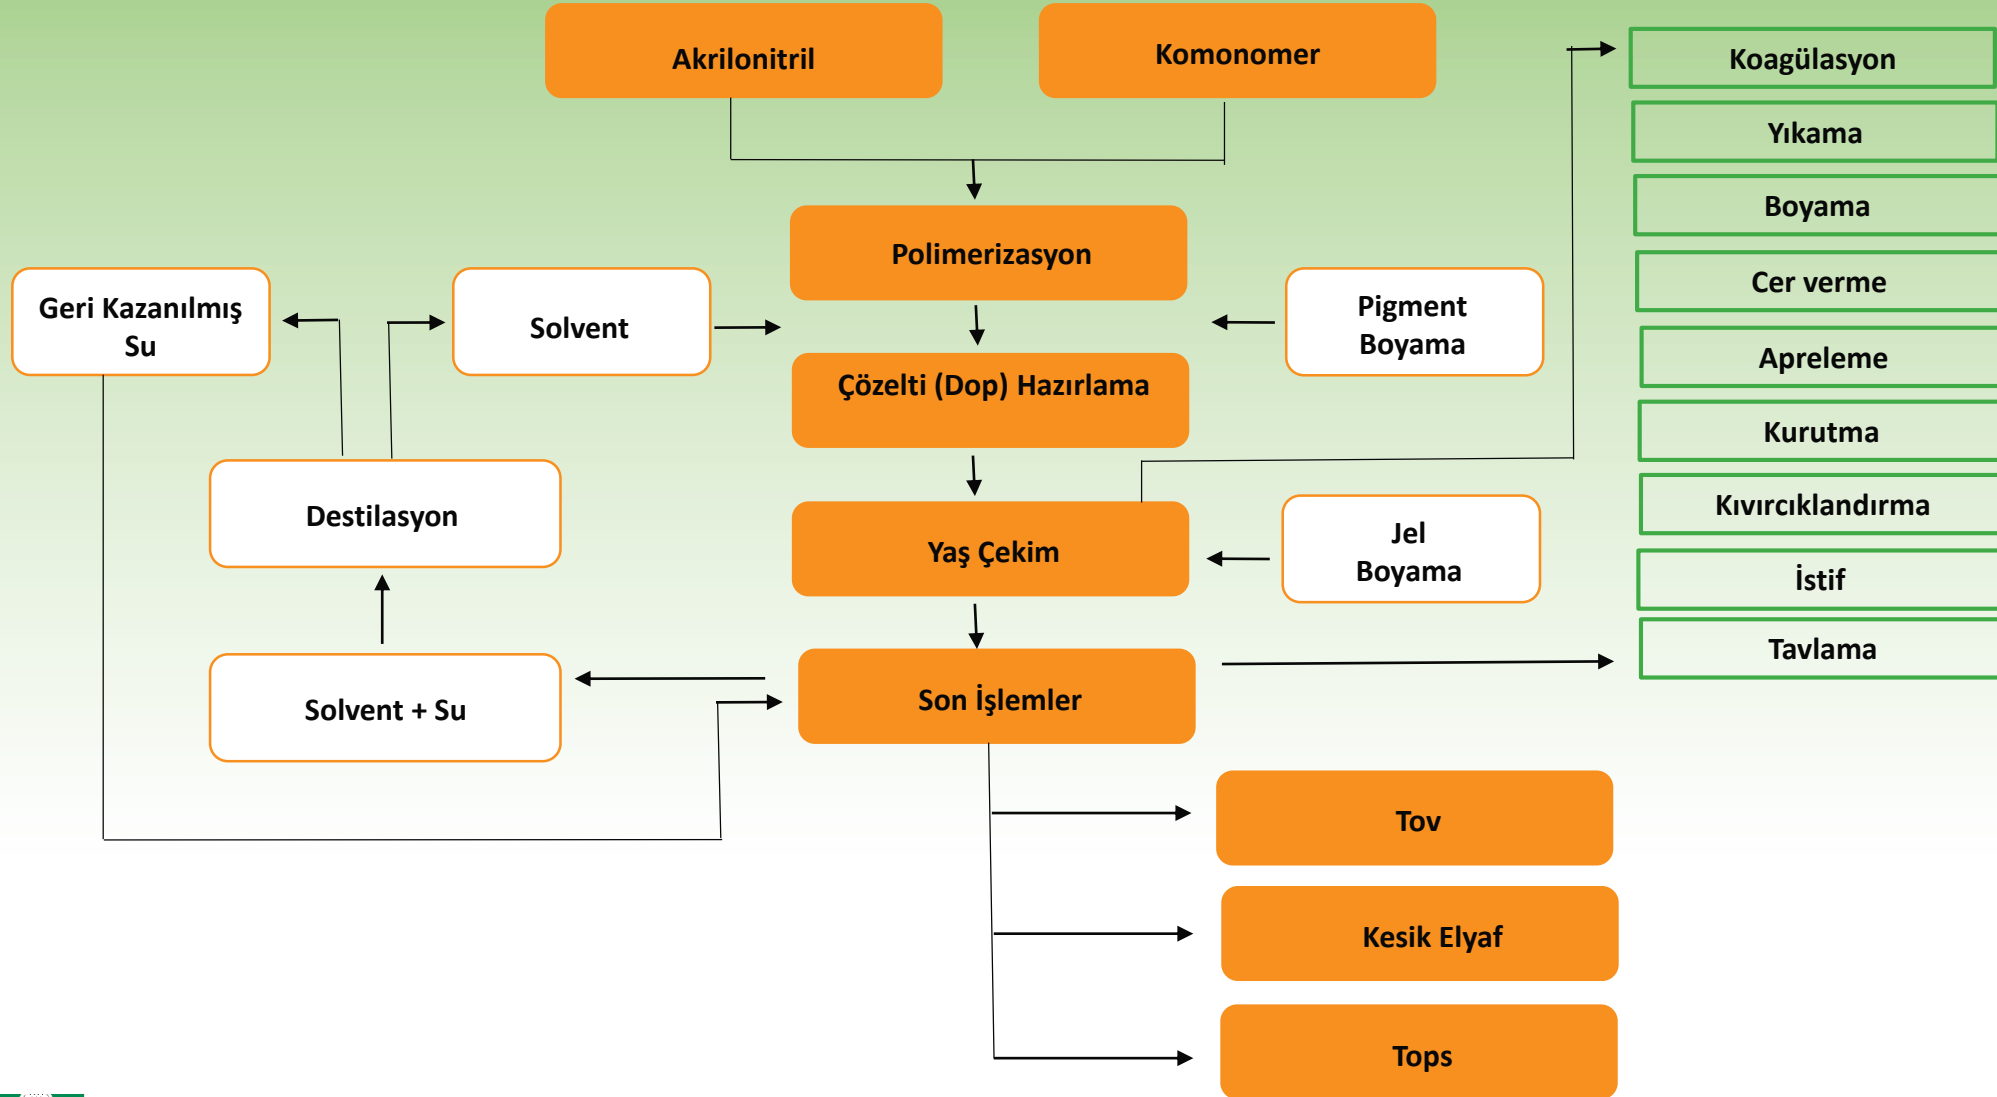 Akrilonitril
Komonomer
Polimerizasyon
Geri Kazanılmış
Su
Solvent
Pigment
Boyama
Çözelti (Dop) Hazırlama
Destilasyon
Yaş Çekim
Jel
Boyama
Solvent + Su
Son İşlemler
Tov
Kesik Elyaf
Tops
Koagülasyon
Yıkama
Boyama
Cer verme
Apreleme
Kurutma
Kıvırcıklandırma
İstif
Tavlama